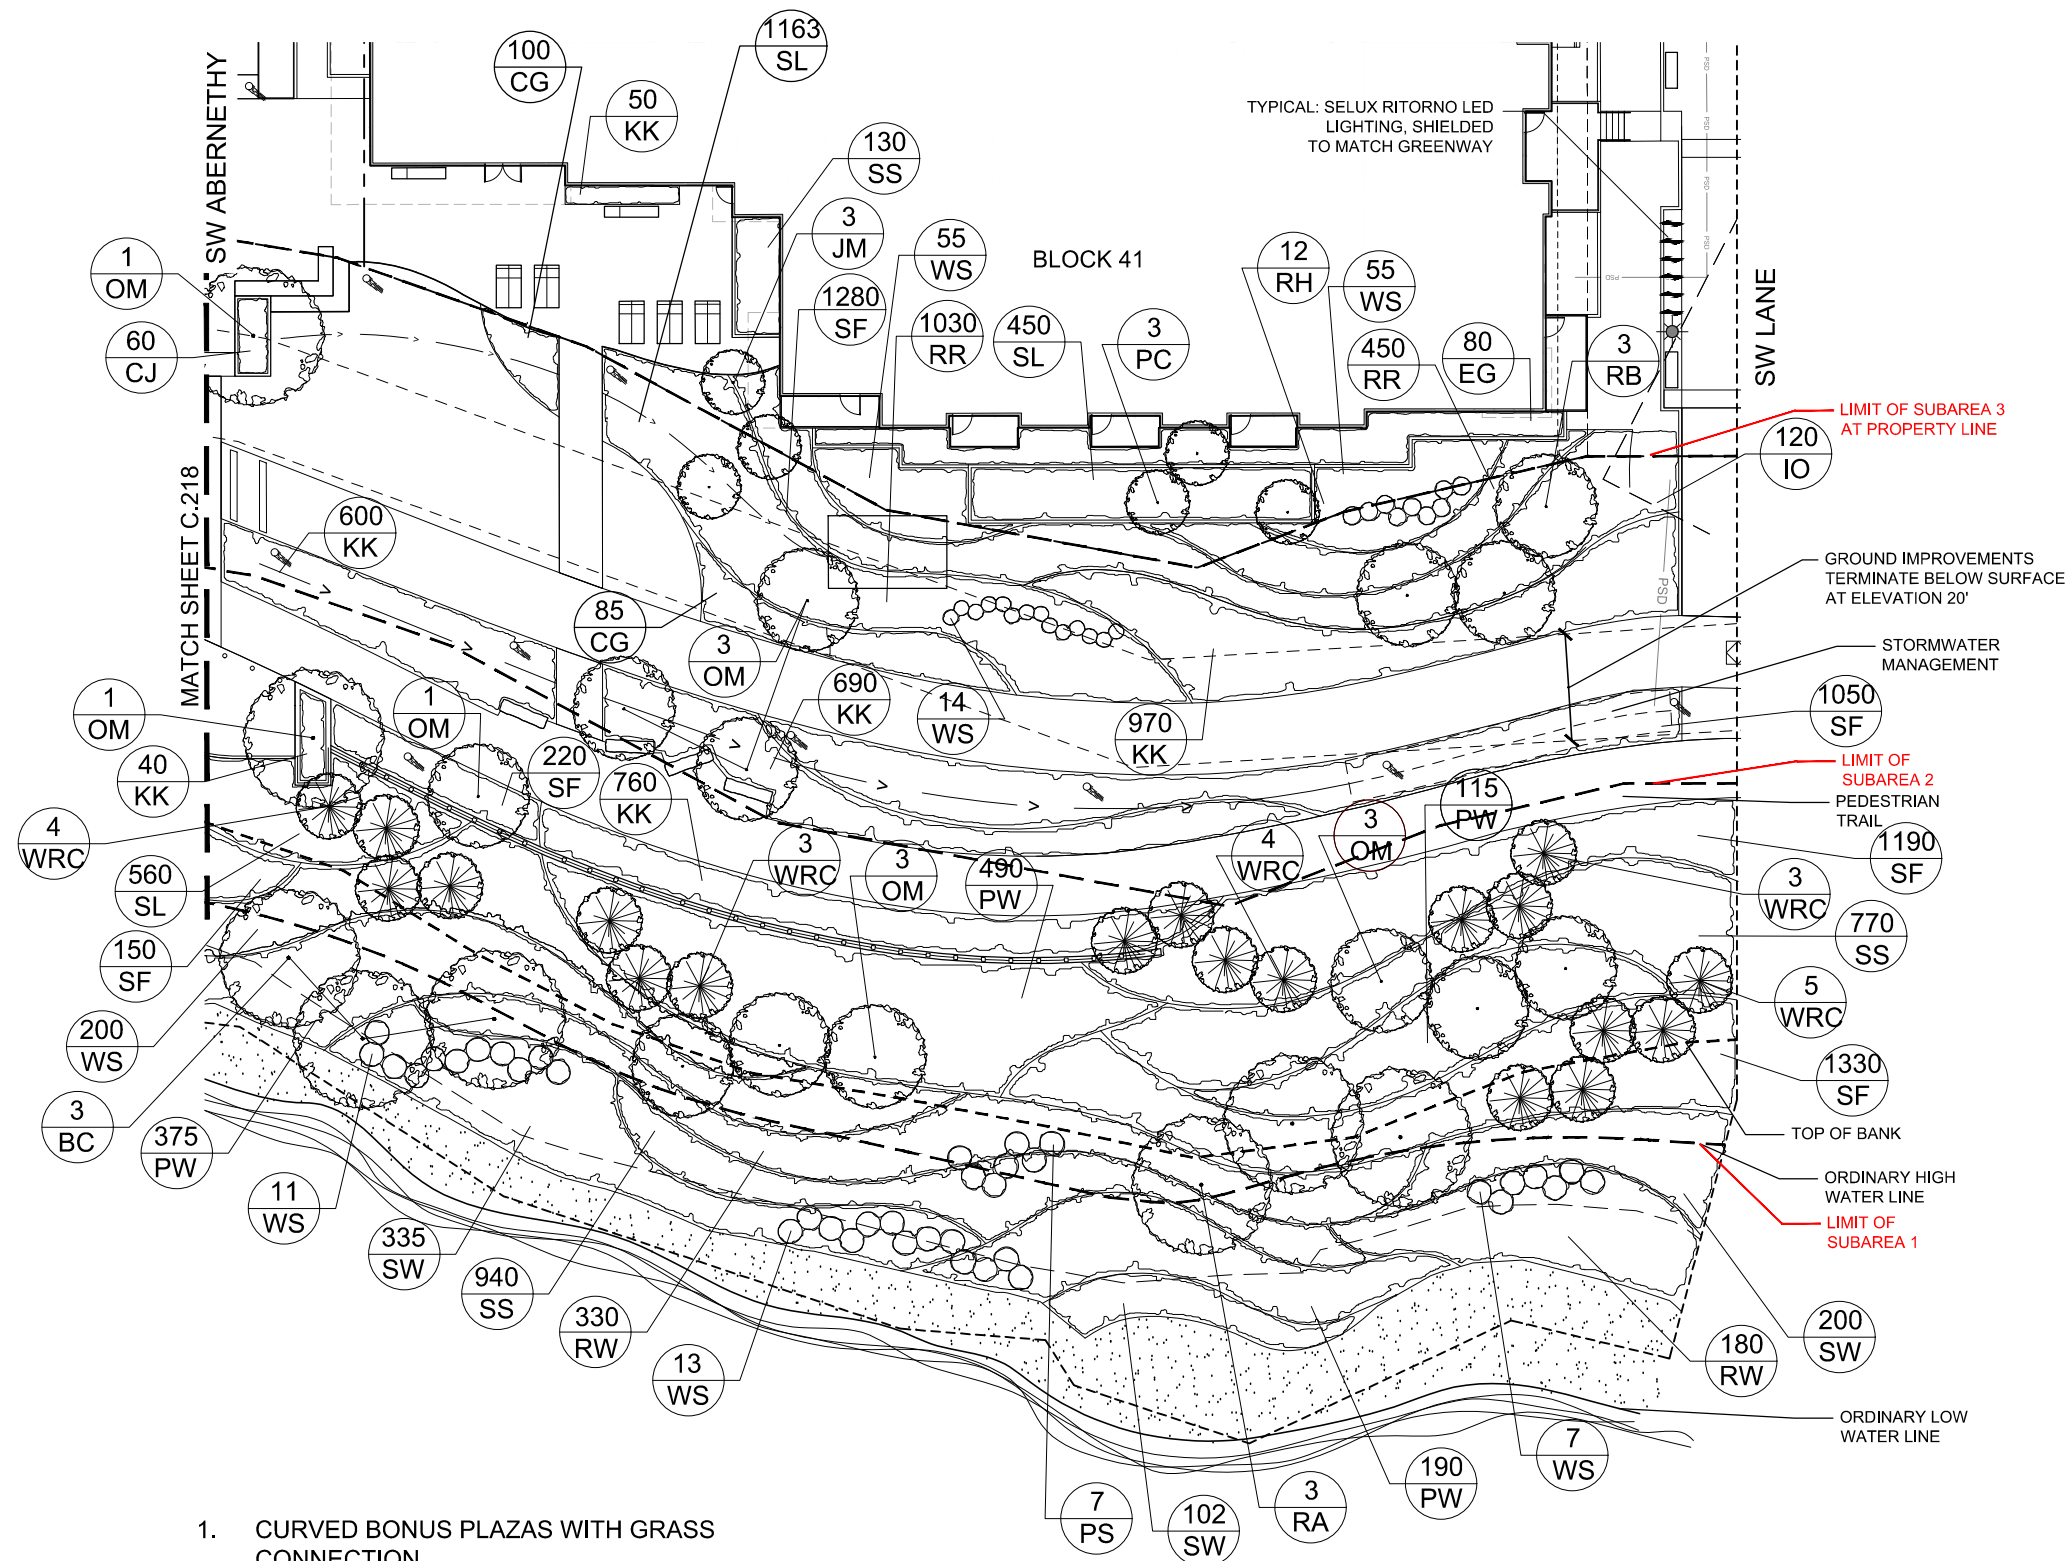 1163
SL
100
CG
50
KK
SW ABERNETHY
TYPICAL: SELUX RITORNO LED
LIGHTING, SHIELDED
TO MATCH GREENWAY
PSD
PSD
PSD
PSD
PSD
130
SS
3
JM
55
WS
BLOCK 41
12
RH
55
WS
1
OM
1280
SF
1030
RR
450
SL
3
PC
450
RR
80
EG
3
RB
SW LANE
60
CJ
LIMIT OF SUBAREA 3
AT PROPERTY LINE
120
IO
MATCH SHEET C.218
600
KK
GROUND IMPROVEMENTS
TERMINATE BELOW SURFACE
AT ELEVATION 20'
PSD
85
CG
3
OM
STORMWATER
MANAGEMENT
690
KK
14
WS
970
KK
1050
SF
1
OM
1
OM
40
KK
220
SF
760
KK
LIMIT OF
SUBAREA 2
115
PW
PEDESTRIAN
TRAIL
4
WRC
3
WRC
3
OM
490
PW
4
WRC
3
OM
1190
SF
560
SL
3
WRC
150
SF
770
SS
200
WS
5
WRC
3
BC
375
PW
1330
SF
TOP OF BANK
11
WS
ORDINARY HIGH
WATER LINE
LIMIT OF
SUBAREA 1
335
SW
940
SS
330
RW
13
WS
200
SW
180
RW
ORDINARY LOW
WATER LINE
7
WS
190
PW
3
RA
102
SW
7
PS
1. CURVED BONUS PLAZAS WITH GRASS
CONNECTION